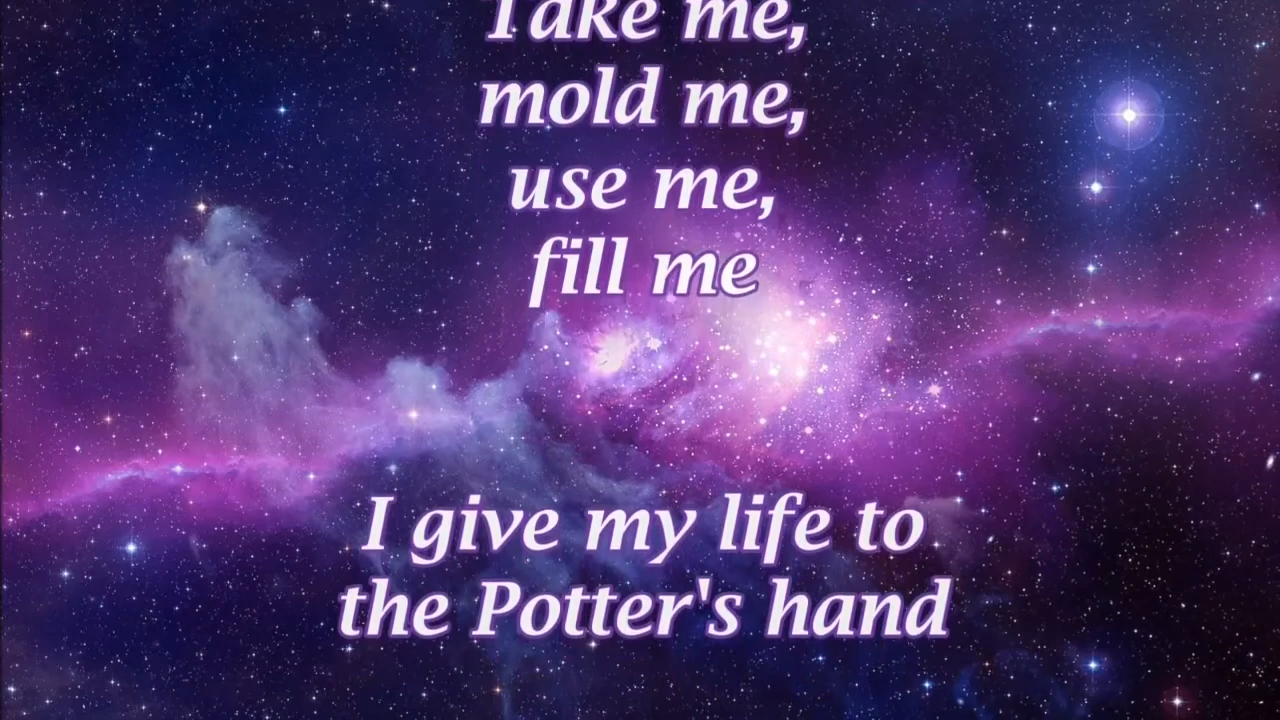 Take me,
mold me,
use me,
fill me
I give my life to
the Potter's hand